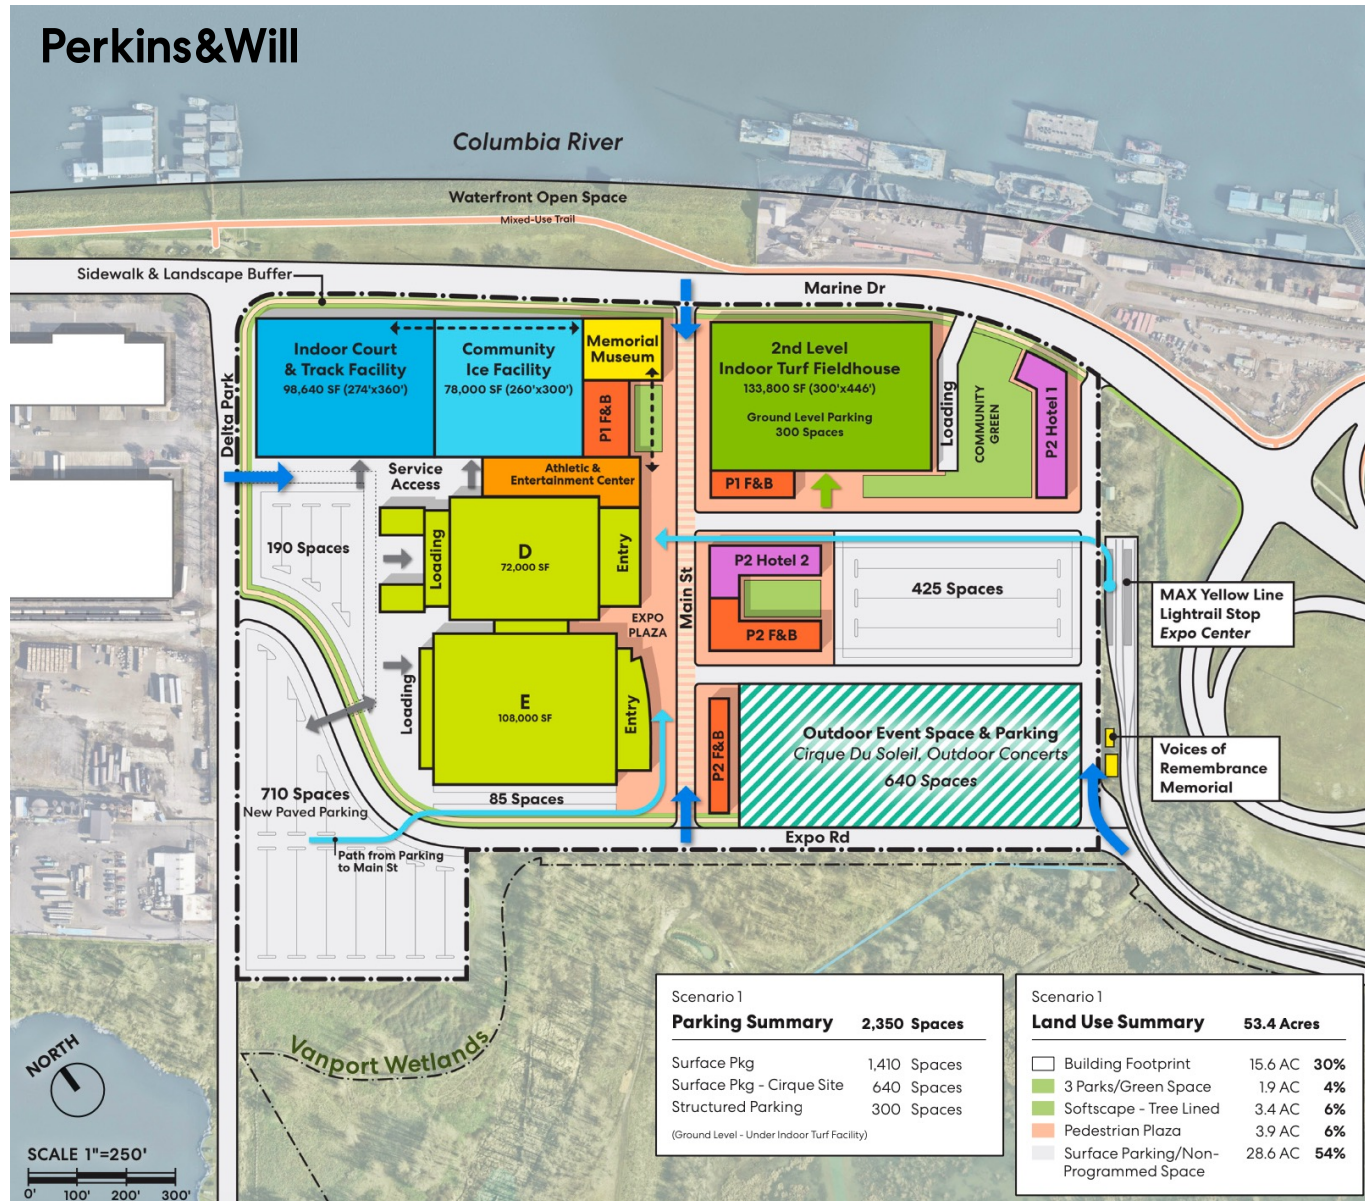 Perkins&Will
Columbia River
Waterfront Open Space
Mixed-Use Trail
Sidewalk & Landscape Buffer
Marine Dr
Delta Park
Indoor Court
& Track Facility
98,640 SF (274'x360')
Community
Ice Facility
78,000 SF (260'x300')
Memorial
Museum
P1 F&B
2nd Level
Indoor Turf Fieldhouse
133,800 SF (300'x446')
Ground Level Parking
300 Spaces
Loading
COMMUNITY
GREEN
P2 Hotel 1
Service
Access
Athletic &
Entertainment Center
P1 F&B
190 Spaces
Loading
D
72,000 SF
Entry
Main St
P2 Hotel 2
425 Spaces
MAX Yellow Line
Lightrail Stop
Expo Center
EXPO
PLAZA
P2 F&B
Loading
E
108,000 SF
Entry
P2 F&B
Outdoor Event Space & Parking
Cirque Du Soleil, Outdoor Concerts
640 Spaces
Voices of
Remembrance
Memorial
710 Spaces
New Paved Parking
85 Spaces
Expo Rd
Path from Parking
to Main St
Vanport Wetlands
NORTH
SCALE 1"=250'
0' 100' 200' 300'
Scenario 1
Parking Summary 2,350 Spaces
Surface Pkg 1,410 Spaces
Surface Pkg - Cirque Site 640 Spaces
Structured Parking 300 Spaces
(Ground Level - Under Indoor Turf Facility)
Scenario 1
Land Use Summary 53.4 Acres
Building Footprint 15.6 AC 30%
3 Parks/Green Space 1.9 AC 4%
Softscape - Tree Lined 3.4 AC 6%
Pedestrian Plaza 3.9 AC 6%
Surface Parking/Non- 28.6 AC 54%
Programmed Space